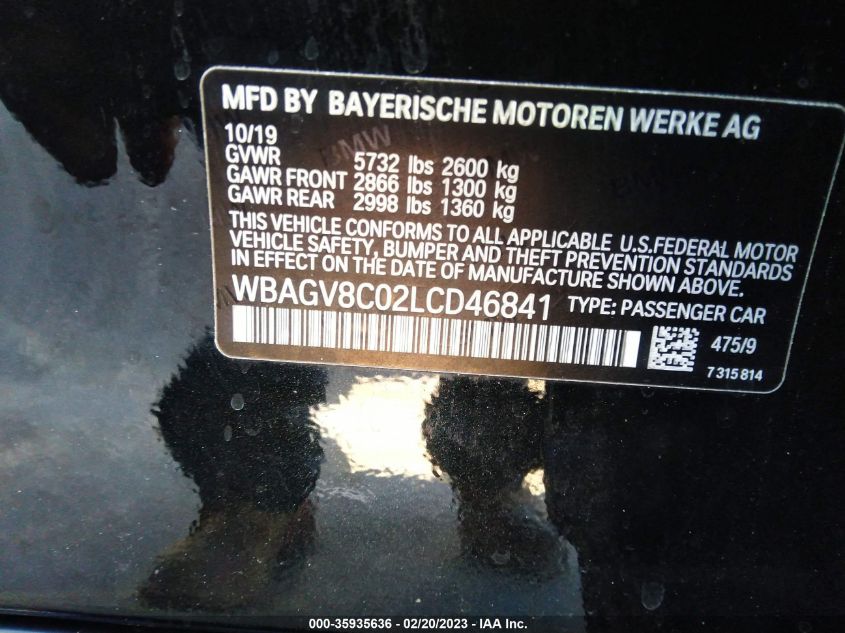 MFD BY BAYERISCHE MOTOREN WERKE AG
10/19
GVWR 5732 lbs 2600 kg
GAWR FRONT 2866 lbs 1300 kg
GAWR REAR 2998 lbs 1360 kg
THIS VEHICLE CONFORMS TO ALL APPLICABLE U.S.FEDERAL MOTOR
VEHICLE SAFETY, BUMPER AND THEFT PREVENTION STANDARDS
IN EFFECT ON THE DATE OF MANUFACTURE SHOWN ABOVE.
WBAGV8C02LCD46841 TYPE: PASSENGER CAR
475/9
7315814
BMW
BMW
000-35935636 - 02/20/2023 - IAA Inc.